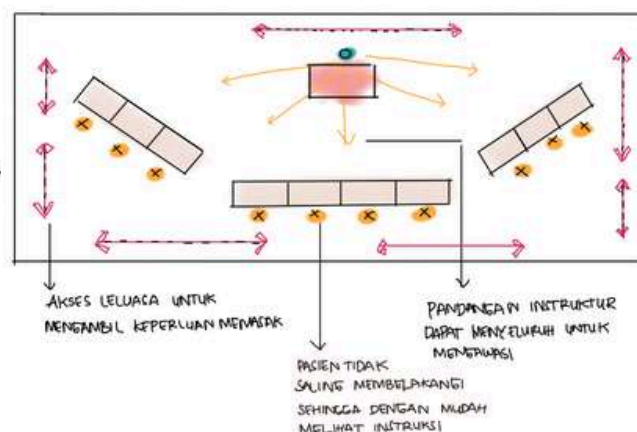 AKSES LELUASA UNTUK
MENGAMBIL KEPERLUAN MEMASAK
PASIEN TIDAK
SALING MEMBELAKANGI
SEHINGGA DENGAN MUDAH
MELIHAT INSTRUKSI
PANDANGAN INSTRUKTUR
DAPAT MENYELURUH UNTUK
MENGAWASI